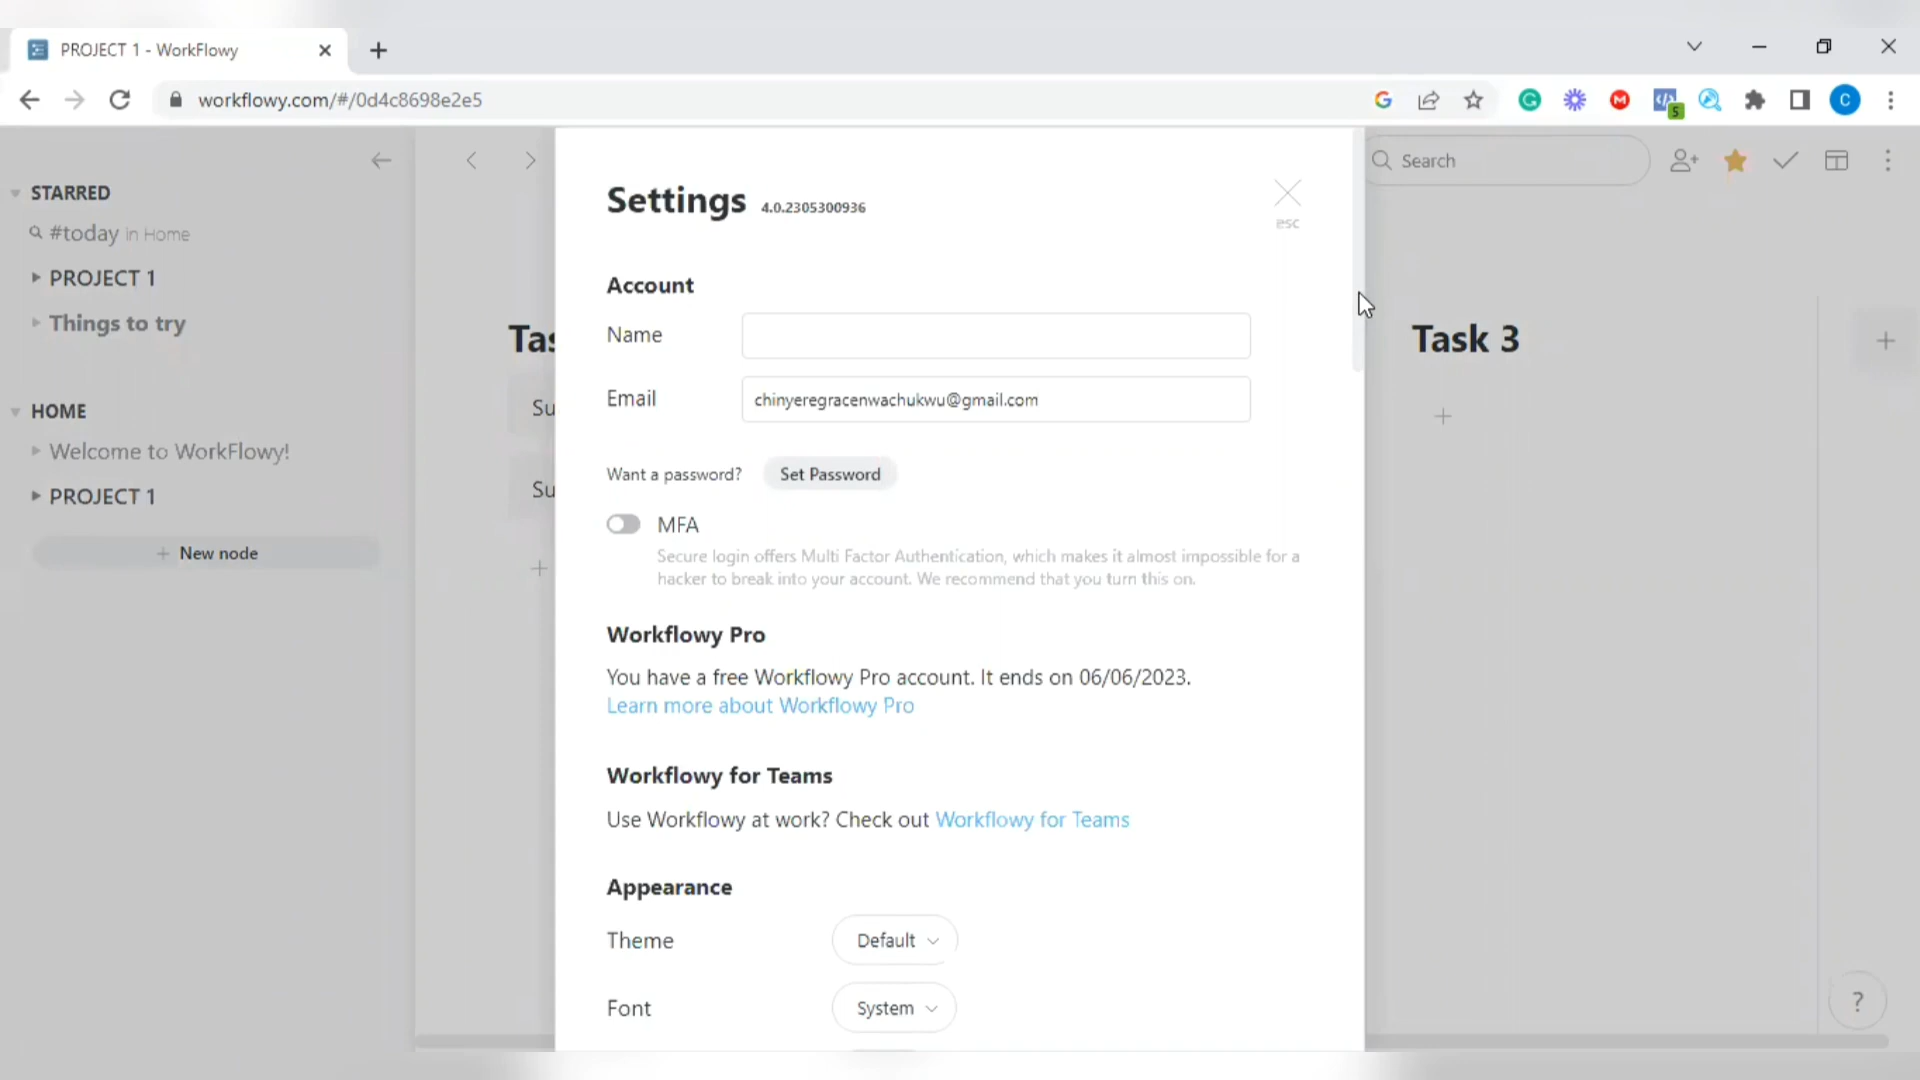 PROJECT 1 - WorkFlowy
workflowy.com/#/0d4c8698e2e5
G
M
5
C
STARRED
#today in Home
PROJECT 1
Things to try
HOME
Welcome to WorkFlowy!
PROJECT 1
+ New node
Tas
Su
Su
Settings 4.0.2305300936
esc
Account
Name
Email chinyeregracenwachukwu@gmail.com
Want a password? Set Password
MFA
Secure login offers Multi Factor Authentication, which makes it almost impossible for a
hacker to break into your account. We recommend that you turn this on.
Workflowy Pro
You have a free Workflowy Pro account. It ends on 06/06/2023.
Learn more about Workflowy Pro
Workflowy for Teams
Use Workflowy at work? Check out Workflowy for Teams
Appearance
Theme Default
Font System
Search
Task 3
?